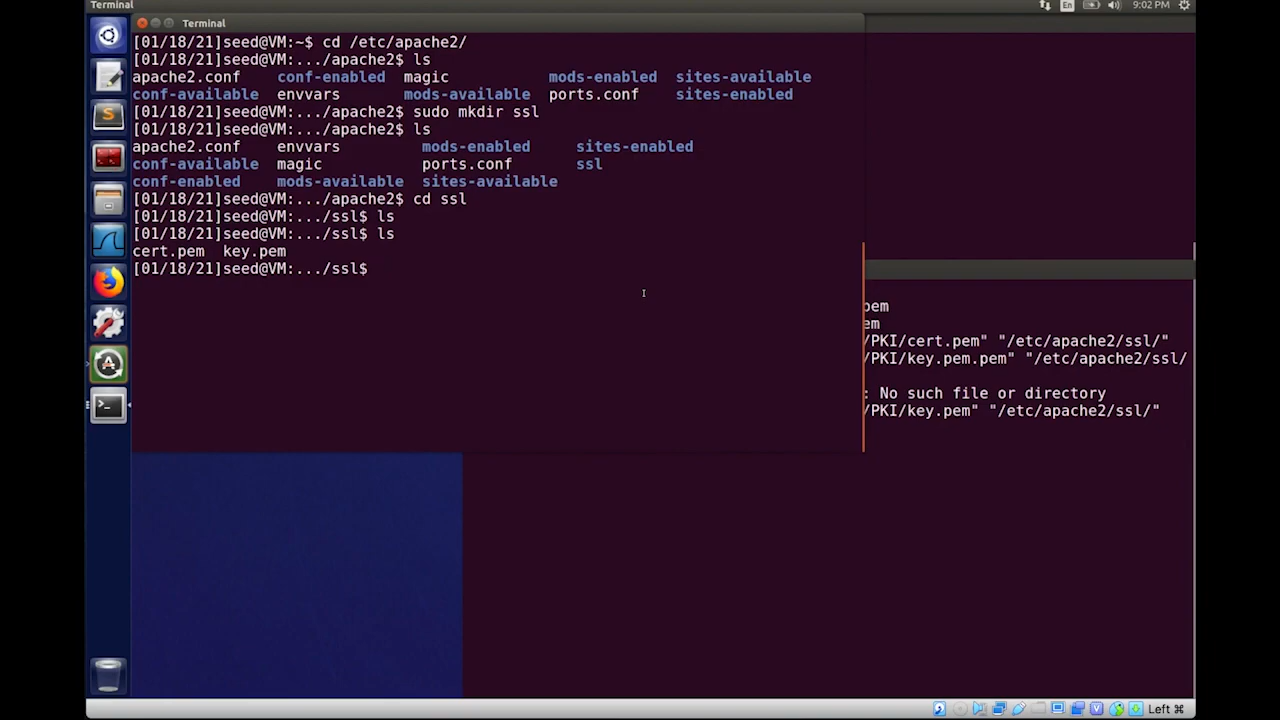 Terminal
En
9:02 PM
Terminal
[01/18/21]seed@VM:~$ cd /etc/apache2/
[01/18/21]seed@VM:.../apache2$ ls
apache2.conf conf-enabled magic mods-enabled sites-available
conf-available envvars mods-available ports.conf sites-enabled
[01/18/21]seed@VM:.../apache2$ sudo mkdir ssl
[01/18/21]seed@VM:.../apache2$ ls
apache2.conf envvars mods-enabled sites-enabled
conf-available magic ports.conf ssl
conf-enabled mods-available sites-available
[01/18/21]seed@VM:.../apache2$ cd ssl
[01/18/21]seed@VM:.../ssl$ ls
[01/18/21]seed@VM:.../ssl$ ls
cert.pem key.pem
[01/18/21]seed@VM:.../ssl$
pem
em
/PKI/cert.pem" "/etc/apache2/ssl/"
/PKI/key.pem.pem" "/etc/apache2/ssl/
: No such file or directory
/PKI/key.pem" "/etc/apache2/ssl/"
Left ⌘